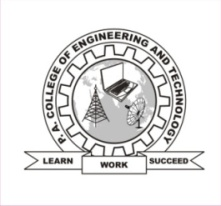 P. A. COLLEGE OF ENGINEERING AND TECHNOLOGY
LEARN WORK SUCCEED